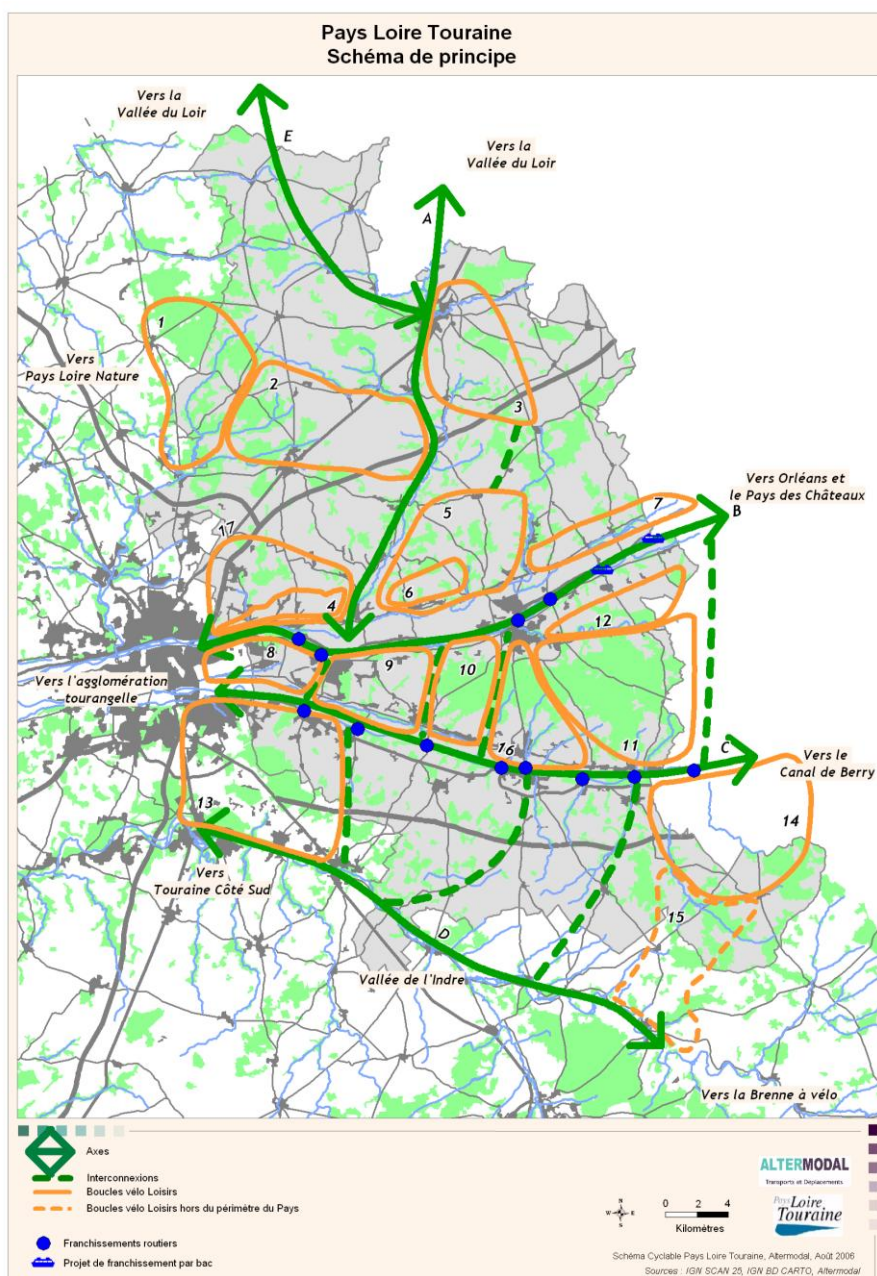 Pays Loire Touraine
Schéma de principe
Vers la
Vallée du Loir
E
Vers la
Vallée du Loir
A
1
Vers
Pays Loire Nature
2
3
Vers Orléans et
le Pays des Châteaux
7
B
5
17
6
4
12
8
9
10
Vers l'agglomération
tourangelle
16
11
C
Vers le
Canal de Berry
13
14
Vers
Touraine Côté Sud
15
D
Vallée de l'Indre
Vers la Brenne à vélo
Axes
Interconnexions
Boucles vélo Loisirs
Boucles vélo Loisirs hors du périmètre du Pays
Franchissements routiers
Projet de franchissement par bac
N
W E
S
0 2 4
Kilomètres
ALTERMODAL
Transports et Déplacements
Pays Loire
Touraine
Schéma Cyclable Pays Loire Touraine, Altermodal, Août 2006
Sources : IGN SCAN 25, IGN BD CARTO, Altermodal